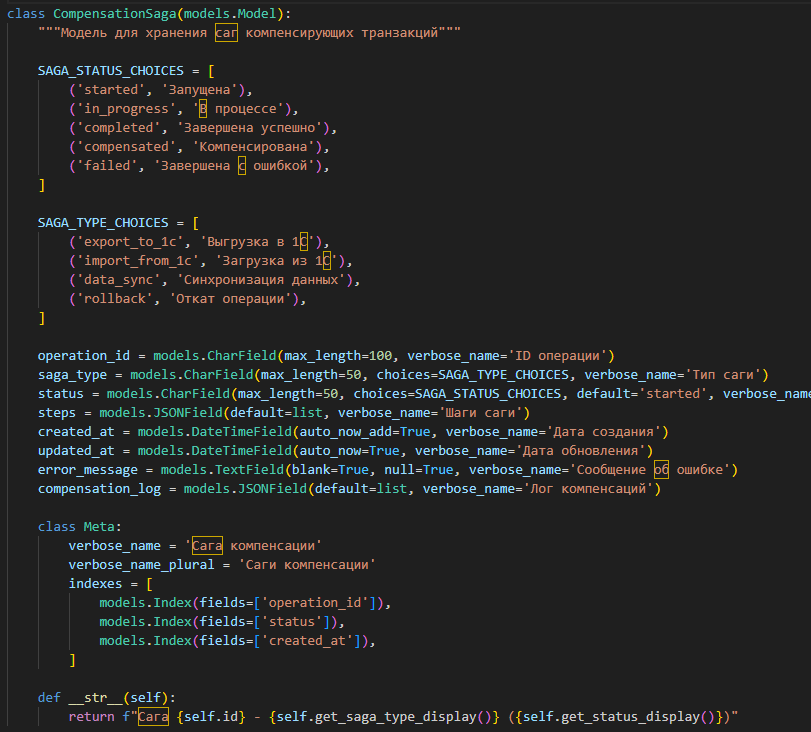 class CompensationSaga(models.Model):
    """Модель для хранения саг компенсирующих транзакций"""

    SAGA_STATUS_CHOICES = [
        ('started', 'Запущена'),
        ('in_progress', 'В процессе'),
        ('completed', 'Завершена успешно'),
        ('compensated', 'Компенсирована'),
        ('failed', 'Завершена с ошибкой'),
    ]

    SAGA_TYPE_CHOICES = [
        ('export_to_1c', 'Выгрузка в 1С'),
        ('import_from_1c', 'Загрузка из 1С'),
        ('data_sync', 'Синхронизация данных'),
        ('rollback', 'Откат операции'),
    ]

    operation_id = models.CharField(max_length=100, verbose_name='ID операции')
    saga_type = models.CharField(max_length=50, choices=SAGA_TYPE_CHOICES, verbose_name='Тип саги')
    status = models.CharField(max_length=50, choices=SAGA_STATUS_CHOICES, default='started', verbose_name
    steps = models.JSONField(default=list, verbose_name='Шаги саги')
    created_at = models.DateTimeField(auto_now_add=True, verbose_name='Дата создания')
    updated_at = models.DateTimeField(auto_now=True, verbose_name='Дата обновления')
    error_message = models.TextField(blank=True, null=True, verbose_name='Сообщение об ошибке')
    compensation_log = models.JSONField(default=list, verbose_name='Лог компенсаций')

    class Meta:
        verbose_name = 'Сага компенсации'
        verbose_name_plural = 'Саги компенсации'
        indexes = [
            models.Index(fields=['operation_id']),
            models.Index(fields=['status']),
            models.Index(fields=['created_at']),
        ]

    def __str__(self):
        return f"Сага {self.id} - {self.get_saga_type_display()} ({self.get_status_display()})"